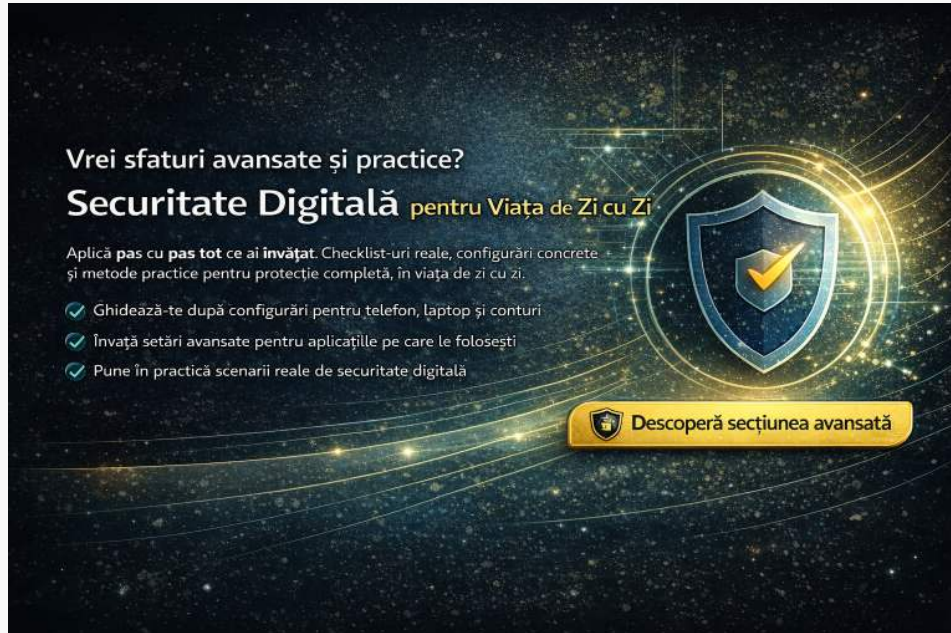 Vrei sfaturi avansate și practice?
Securitate Digitală pentru Viața de Zi cu Zi
Aplică pas cu pas tot ce ai învățat. Checklist-uri reale, configurări concrete
și metode practice pentru protecție completă, în viața de zi cu zi.
Ghidează-te după configurări pentru telefon, laptop și conturi
Învață setări avansate pentru aplicațiile pe care le folosești
Pune în practică scenarii reale de securitate digitală
Descoperă secțiunea avansată